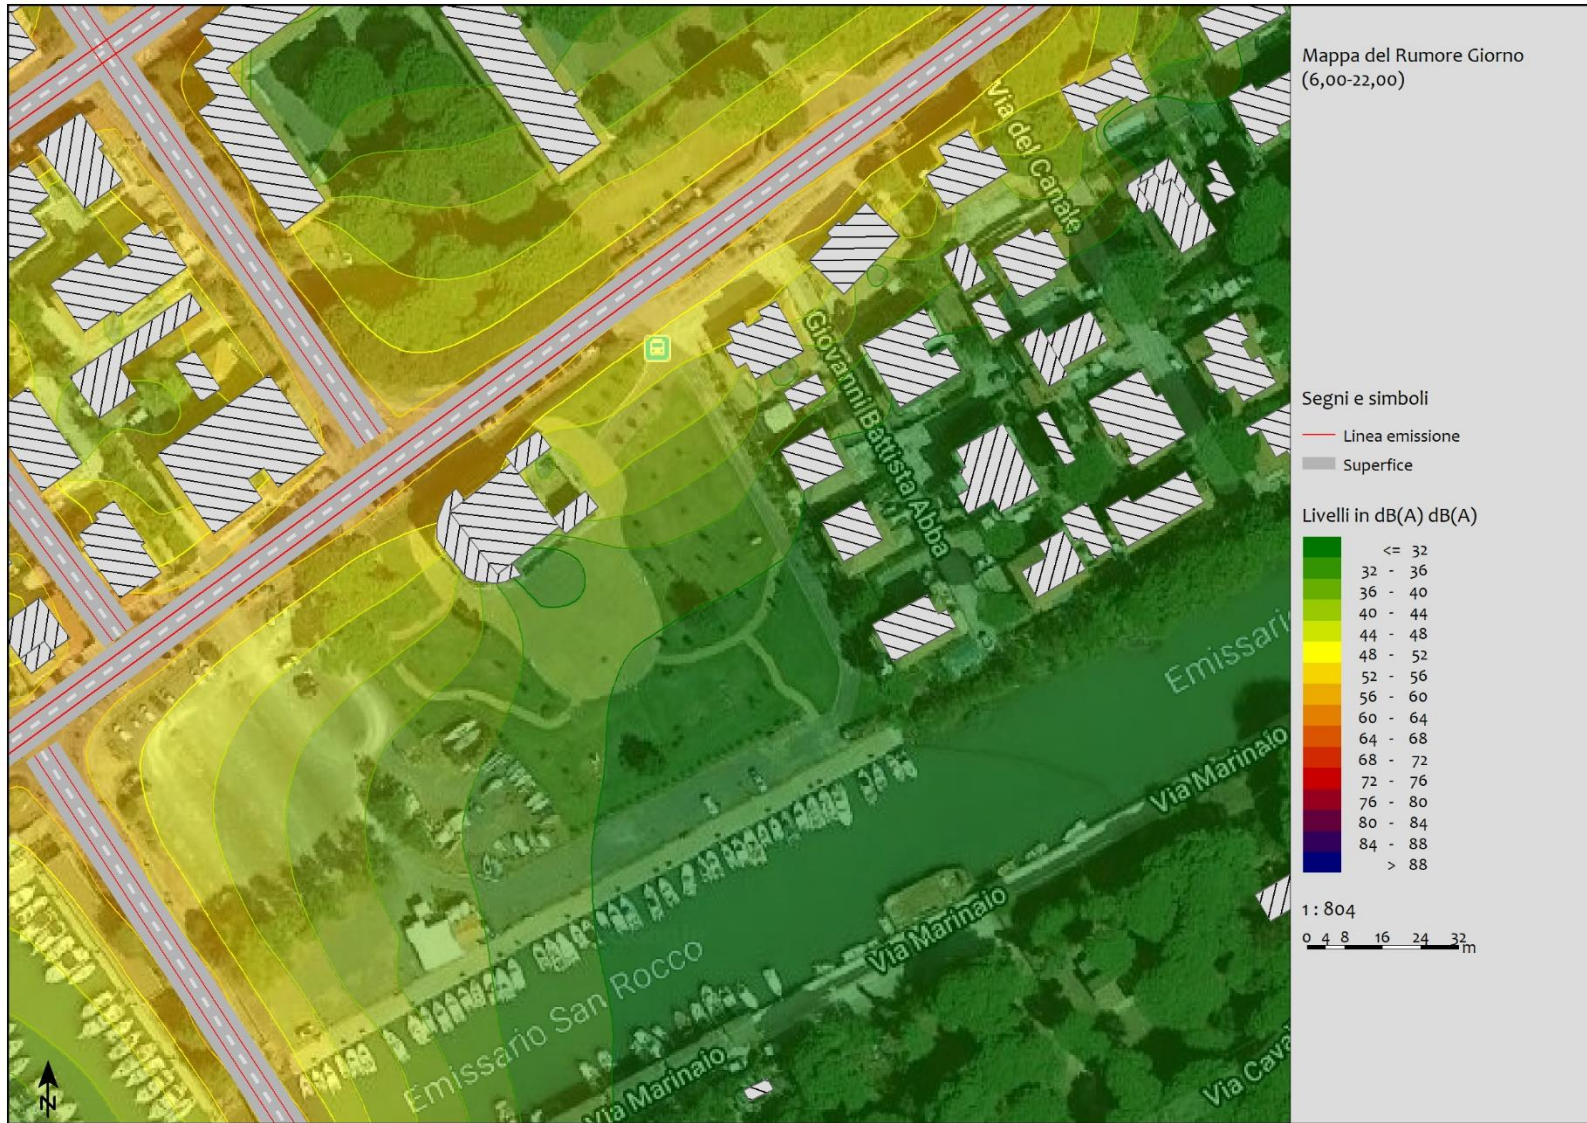 Mappa del Rumore Giorno
(6,00-22,00)
Segni e simboli
Linea emissione
Superfice
Livelli in dB(A) dB(A)
<= 32
32 - 36
36 - 40
40 - 44
44 - 48
48 - 52
52 - 56
56 - 60
60 - 64
64 - 68
68 - 72
72 - 76
76 - 80
80 - 84
84 - 88
> 88
1 : 804
0 4 8 16 24 32
m
Via del Canale
Giovanni Battista Abba
Emissario
Via Marinaio
Via Marinaio
Emissario San Rocco
Via Marinaio
Via Caval
N